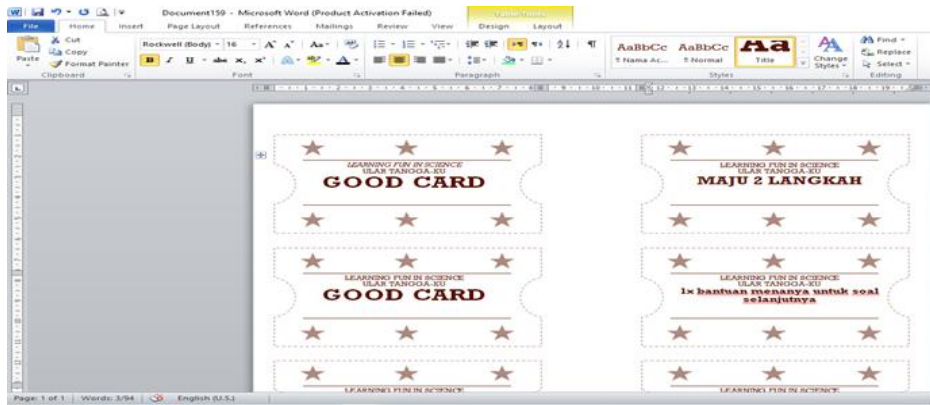 Document159 - Microsoft Word (Product Activation Failed)
Table Tools
File Home Insert Page Layout References Mailings Review View Design Layout
Paste
Cut
Copy
Format Painter
Clipboard
Rockwell (Body) 16
Font
Paragraph
AaBbCc AaBbCc Aa
Nama Ac... Normal Title
Change Styles
Styles
Find
Replace
Select
Editing
LEARNING FUN IN SCIENCE
ULAR TANGGA-KU
GOOD CARD
LEARNING FUN IN SCIENCE
ULAR TANGGA-KU
MAJU 2 LANGKAH
LEARNING FUN IN SCIENCE
ULAR TANGGA-KU
GOOD CARD
LEARNING FUN IN SCIENCE
ULAR TANGGA-KU
1x bantuan menanya untuk soal
selanjutnya
LEARNING FUN IN SCIENCE
LEARNING FUN IN SCIENCE
Page: 1 of 1 Words: 3/94 English (U.S.)